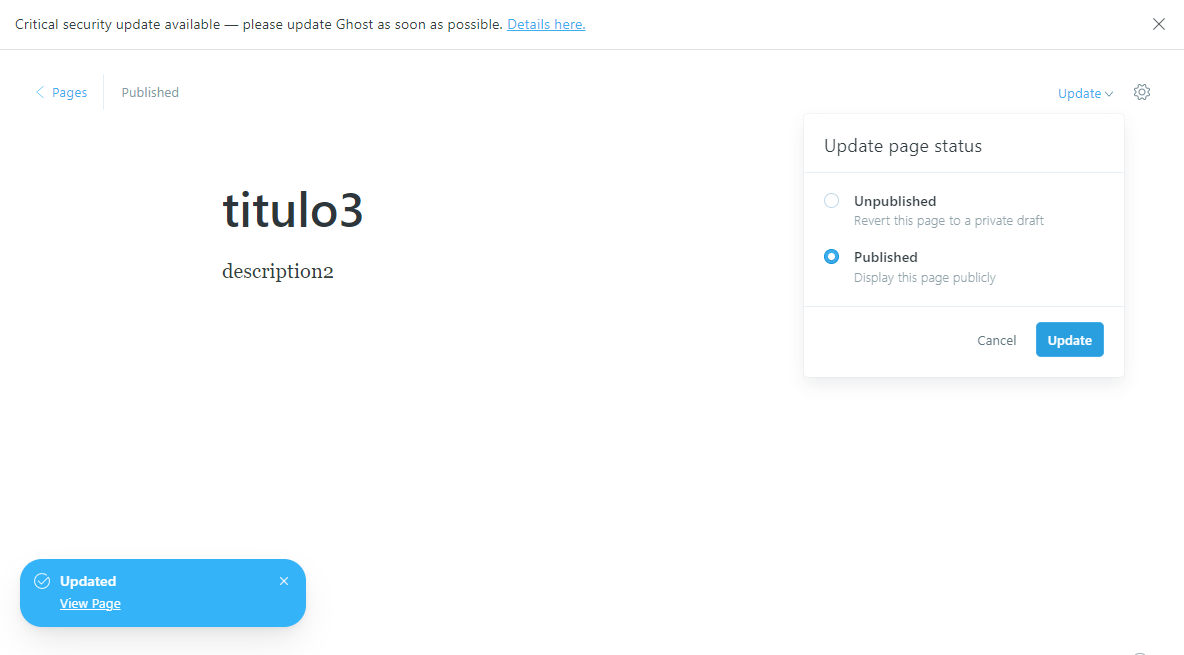 Critical security update available — please update Ghost as soon as possible. Details here.
Pages
Published
Update
Update page status
Unpublished
Revert this page to a private draft
Published
Display this page publicly
Cancel
Update
titulo3
description2
Updated
View Page